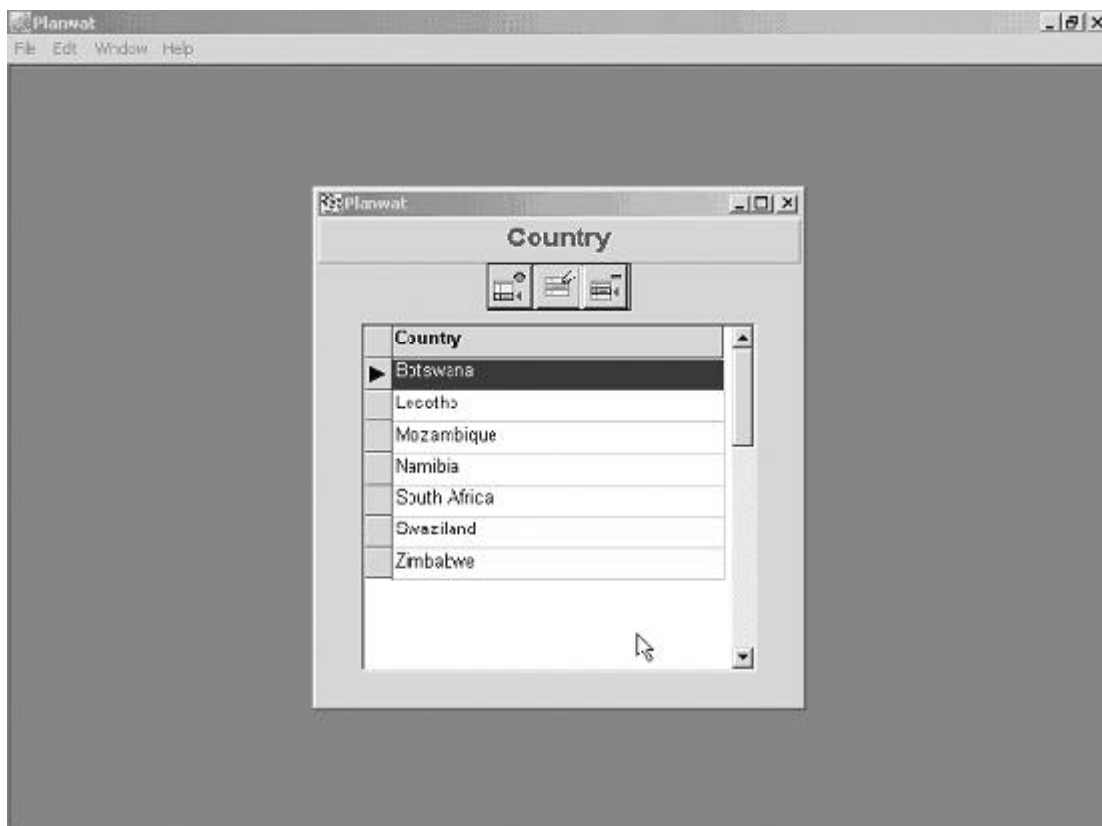 Planwat
File Edit Window Help
Planwat
Country
Country
Botswana
Lesotho
Mozambique
Namibia
South Africa
Swaziland
Zimbabwe